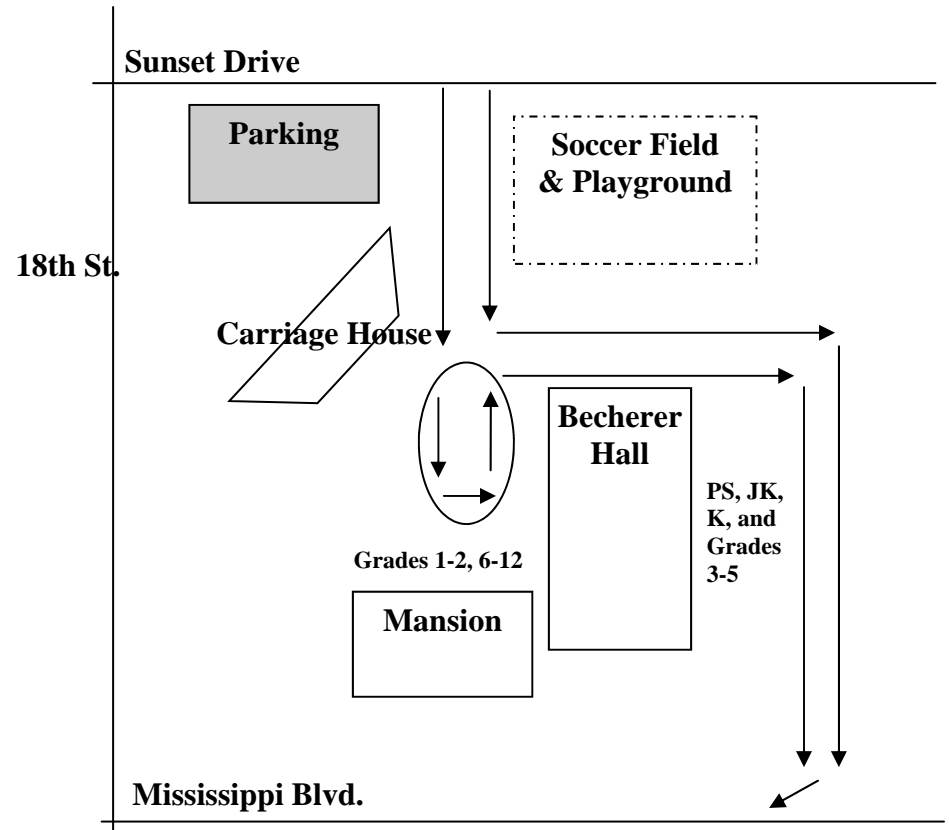 Sunset Drive
Parking
Soccer Field
& Playground
18th St.
Carriage House
Becherer
Hall
PS, JK,
K, and
Grades
3-5
Grades 1-2, 6-12
Mansion
Mississippi Blvd.